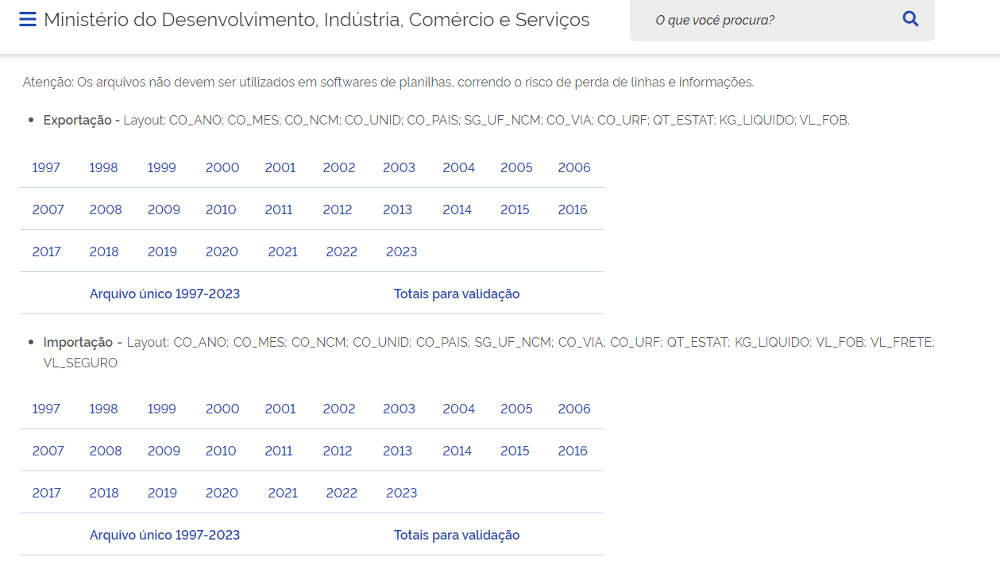 Ministério do Desenvolvimento, Indústria, Comércio e Serviços
O que você procura?
Atenção: Os arquivos não devem ser utilizados em softwares de planilhas, correndo o risco de perda de linhas e informações.
Exportação - Layout: CO_ANO; CO_MES; CO_NCM; CO_UNID; CO_PAIS; SG_UF_NCM; CO_VIA; CO_URF; QT_ESTAT; KG_LIQUIDO; VL_FOB.
1997 1998 1999 2000 2001 2002 2003 2004 2005 2006
2007 2008 2009 2010 2011 2012 2013 2014 2015 2016
2017 2018 2019 2020 2021 2022 2023
Arquivo único 1997-2023 Totais para validação
Importação - Layout: CO_ANO; CO_MES; CO_NCM; CO_UNID; CO_PAIS; SG_UF_NCM; CO_VIA; CO_URF; QT_ESTAT; KG_LIQUIDO; VL_FOB; VL_FRETE;
VL_SEGURO
1997 1998 1999 2000 2001 2002 2003 2004 2005 2006
2007 2008 2009 2010 2011 2012 2013 2014 2015 2016
2017 2018 2019 2020 2021 2022 2023
Arquivo único 1997-2023 Totais para validação